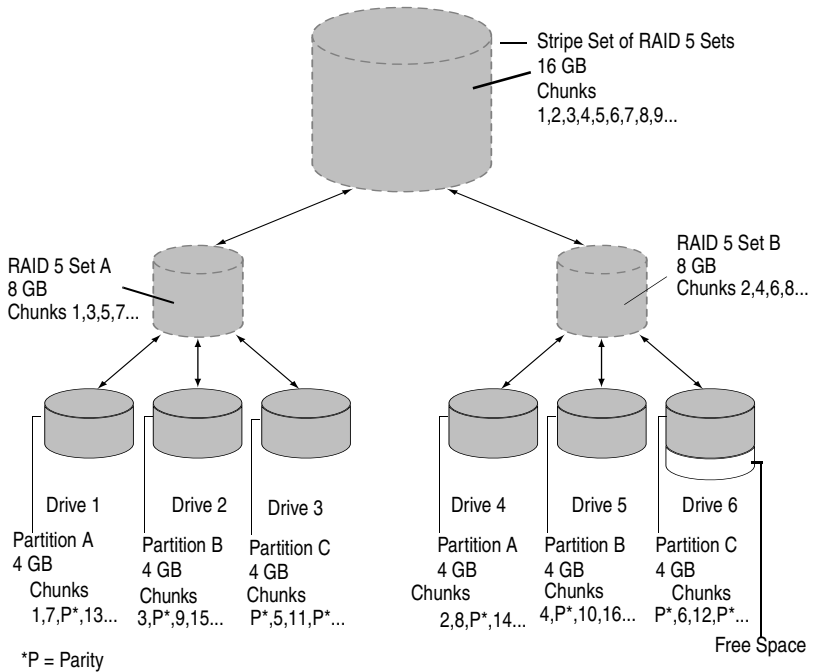 Stripe Set of RAID 5 Sets
16 GB
Chunks
1,2,3,4,5,6,7,8,9...
RAID 5 Set A
8 GB
Chunks 1,3,5,7...
RAID 5 Set B
8 GB
Chunks 2,4,6,8...
Drive 1
Partition A
4 GB
Chunks
1,7,P*,13...
Drive 2
Partition B
4 GB
Chunks
3,P*,9,15...
Drive 3
Partition C
4 GB
Chunks
P*,5,11,P*...
Drive 4
Partition A
4 GB
Chunks
2,8,P*,14...
Drive 5
Partition B
4 GB
Chunks
4,P*,10,16...
Drive 6
Partition C
4 GB
Chunks
P*,6,12,P*...
Free Space
*P = Parity